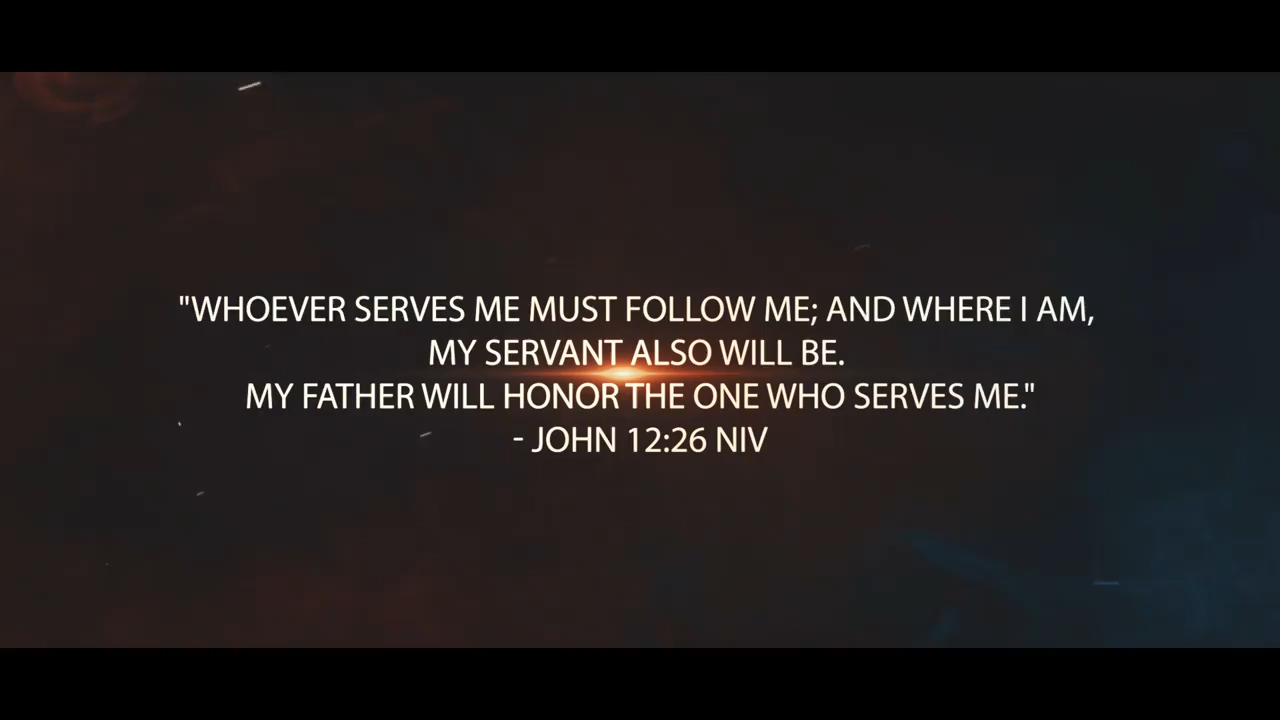 "WHOEVER SERVES ME MUST FOLLOW ME; AND WHERE I AM,
MY SERVANT ALSO WILL BE.
MY FATHER WILL HONOR THE ONE WHO SERVES ME."
- JOHN 12:26 NIV